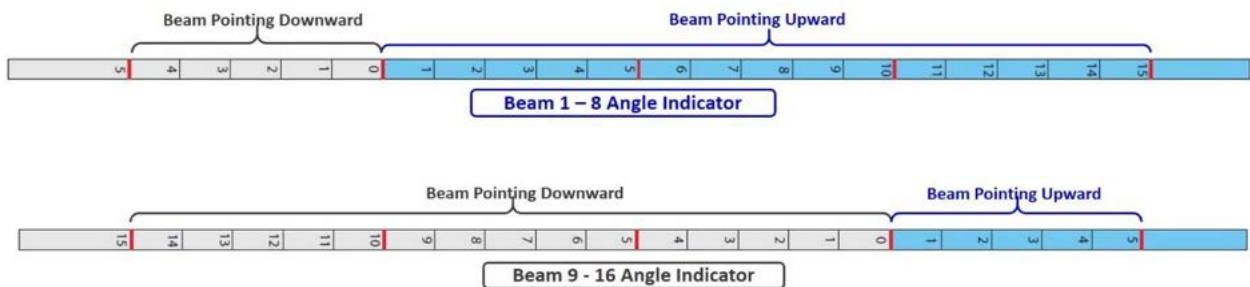 Beam Pointing Downward Beam Pointing Upward
5 4 3 2 1 0 1 2 3 4 5 6 7 8 9 10 11 12 13 14 15
Beam 1 – 8 Angle Indicator
Beam Pointing Downward Beam Pointing Upward
15 14 13 12 11 10 9 8 7 6 5 4 3 2 1 0 1 2 3 4 5
Beam 9 - 16 Angle Indicator